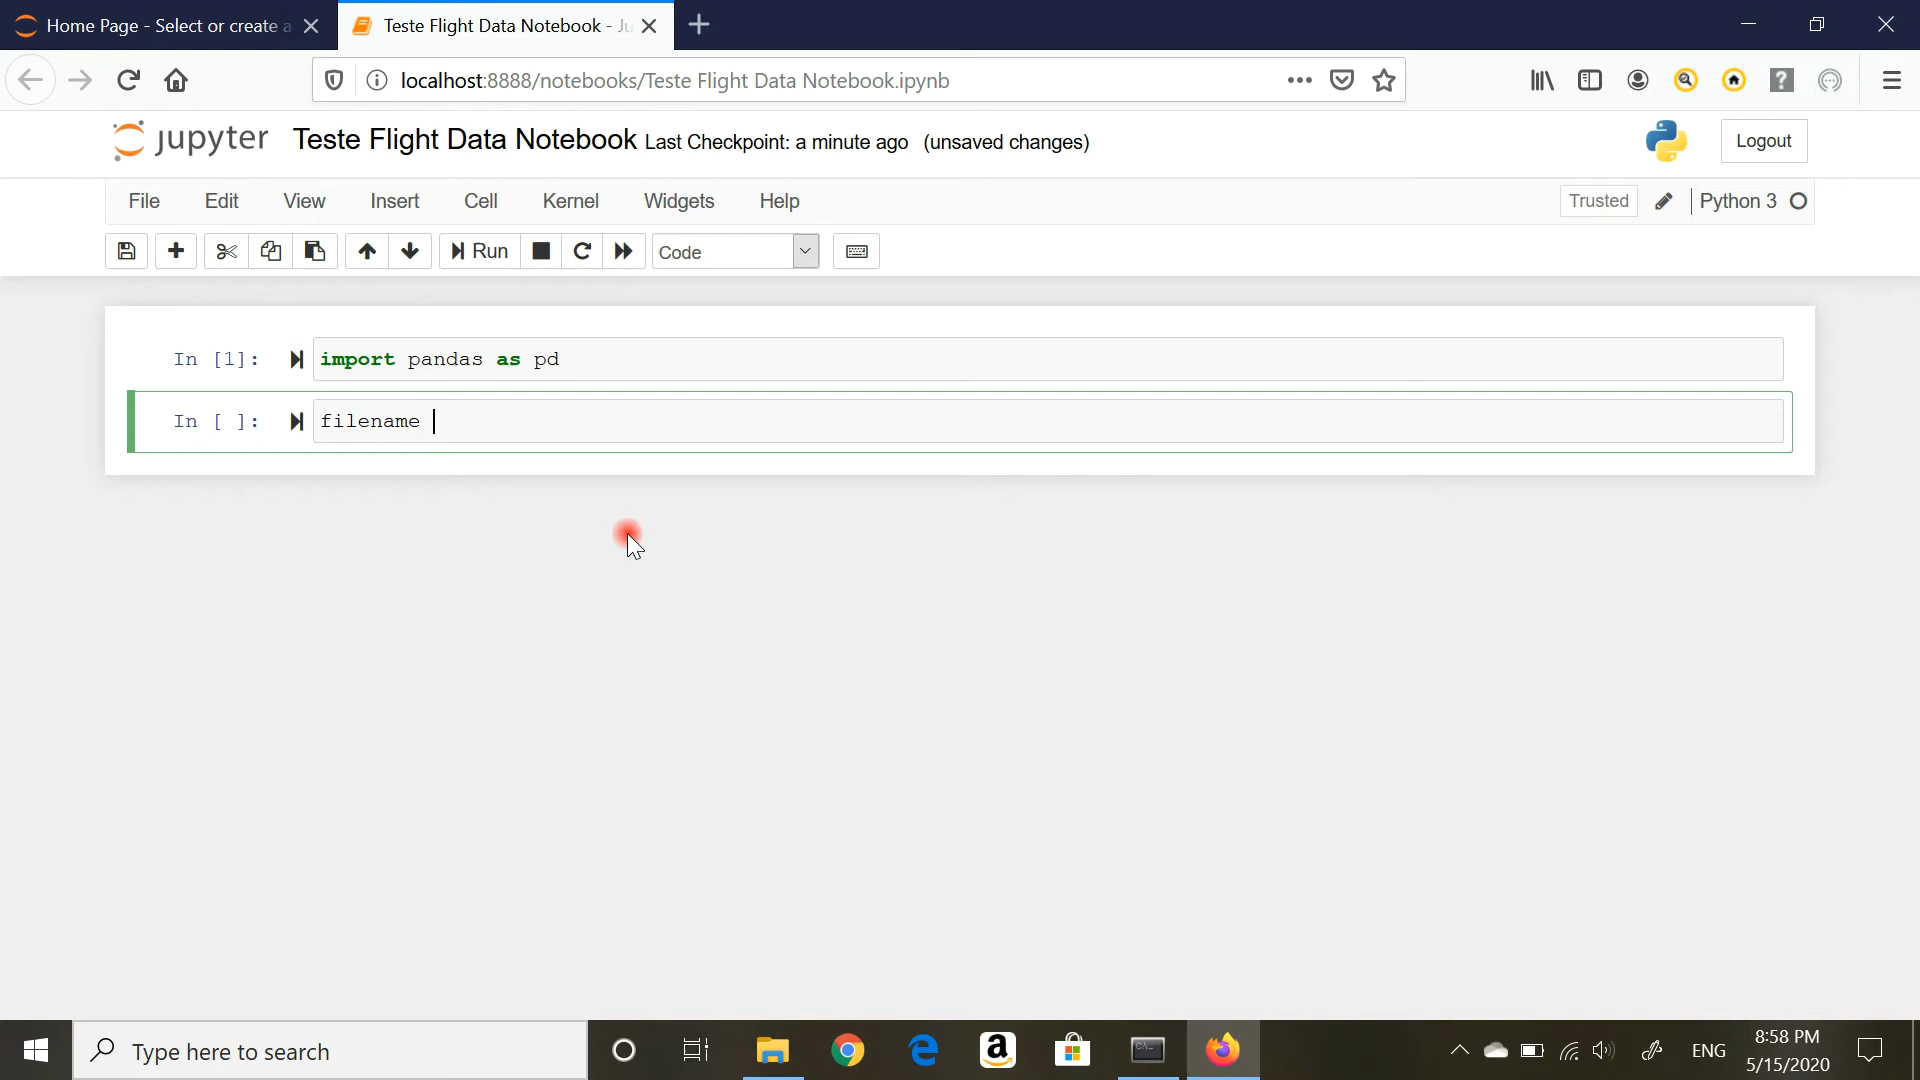 Home Page - Select or create a
Teste Flight Data Notebook - Ju
localhost:8888/notebooks/Teste Flight Data Notebook.ipynb
jupyter Teste Flight Data Notebook Last Checkpoint: a minute ago (unsaved changes)
Logout
File Edit View Insert Cell Kernel Widgets Help Trusted Python 3
Run Code
In [1]: import pandas as pd
In [ ]: filename
Type here to search
a
ENG
8:58 PM
5/15/2020